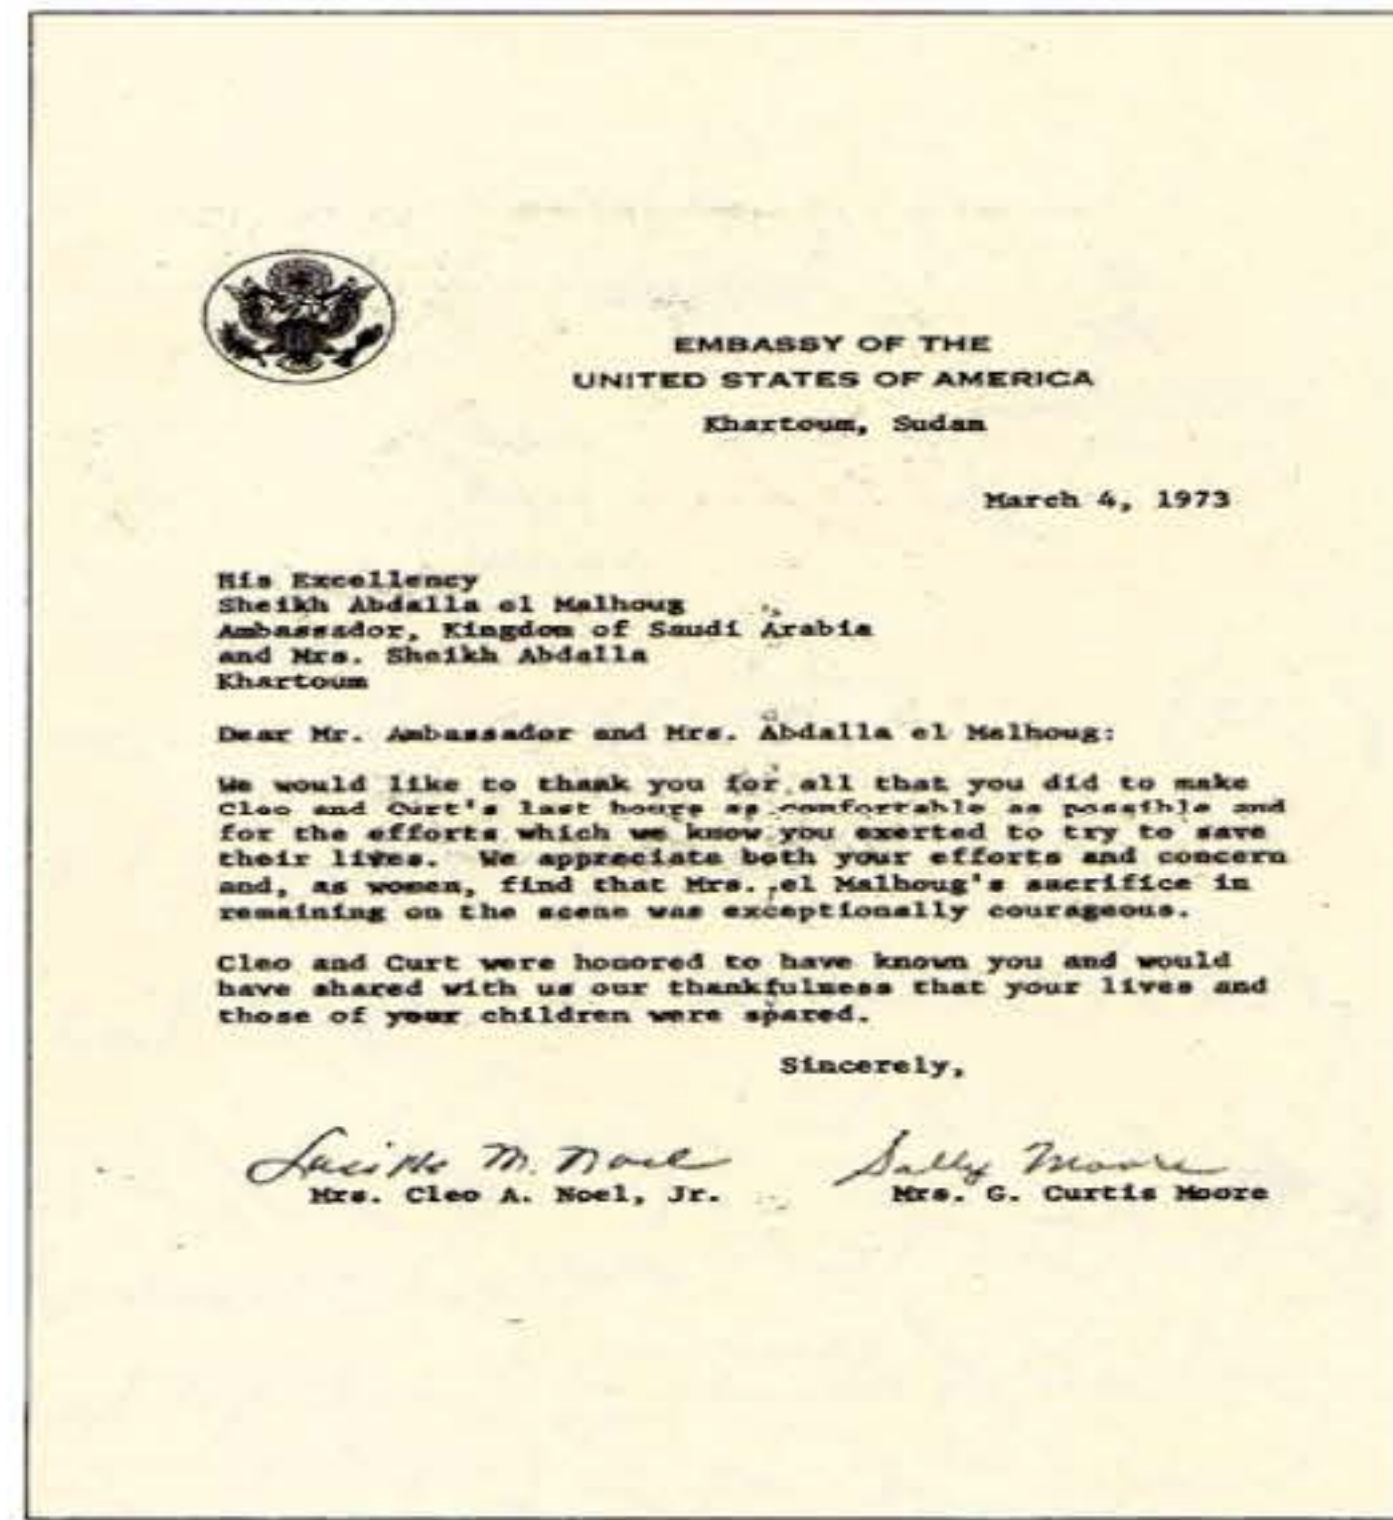 EMBASSY OF THE
UNITED STATES OF AMERICA
Khartoum, Sudan
March 4, 1973
His Excellency
Sheikh Abdalla el Malhoug
Ambassador, Kingdom of Saudi Arabia
and Mrs. Sheikh Abdalla
Khartoum
Dear Mr. Ambassador and Mrs. Abdalla el Malhoug:
We would like to thank you for all that you did to make
Cleo and Curt's last hours as comfortable as possible and
for the efforts which we know you exerted to try to save
their lives. We appreciate both your efforts and concern
and, as women, find that Mrs. el Malhoug's sacrifice in
remaining on the scene was exceptionally courageous.
Cleo and Curt were honored to have known you and would
have shared with us our thankfulness that your lives and
those of your children were spared.
Sincerely,
Lucille M. Noel Sally Moore
Mrs. Cleo A. Noel, Jr. Mrs. G. Curtis Moore